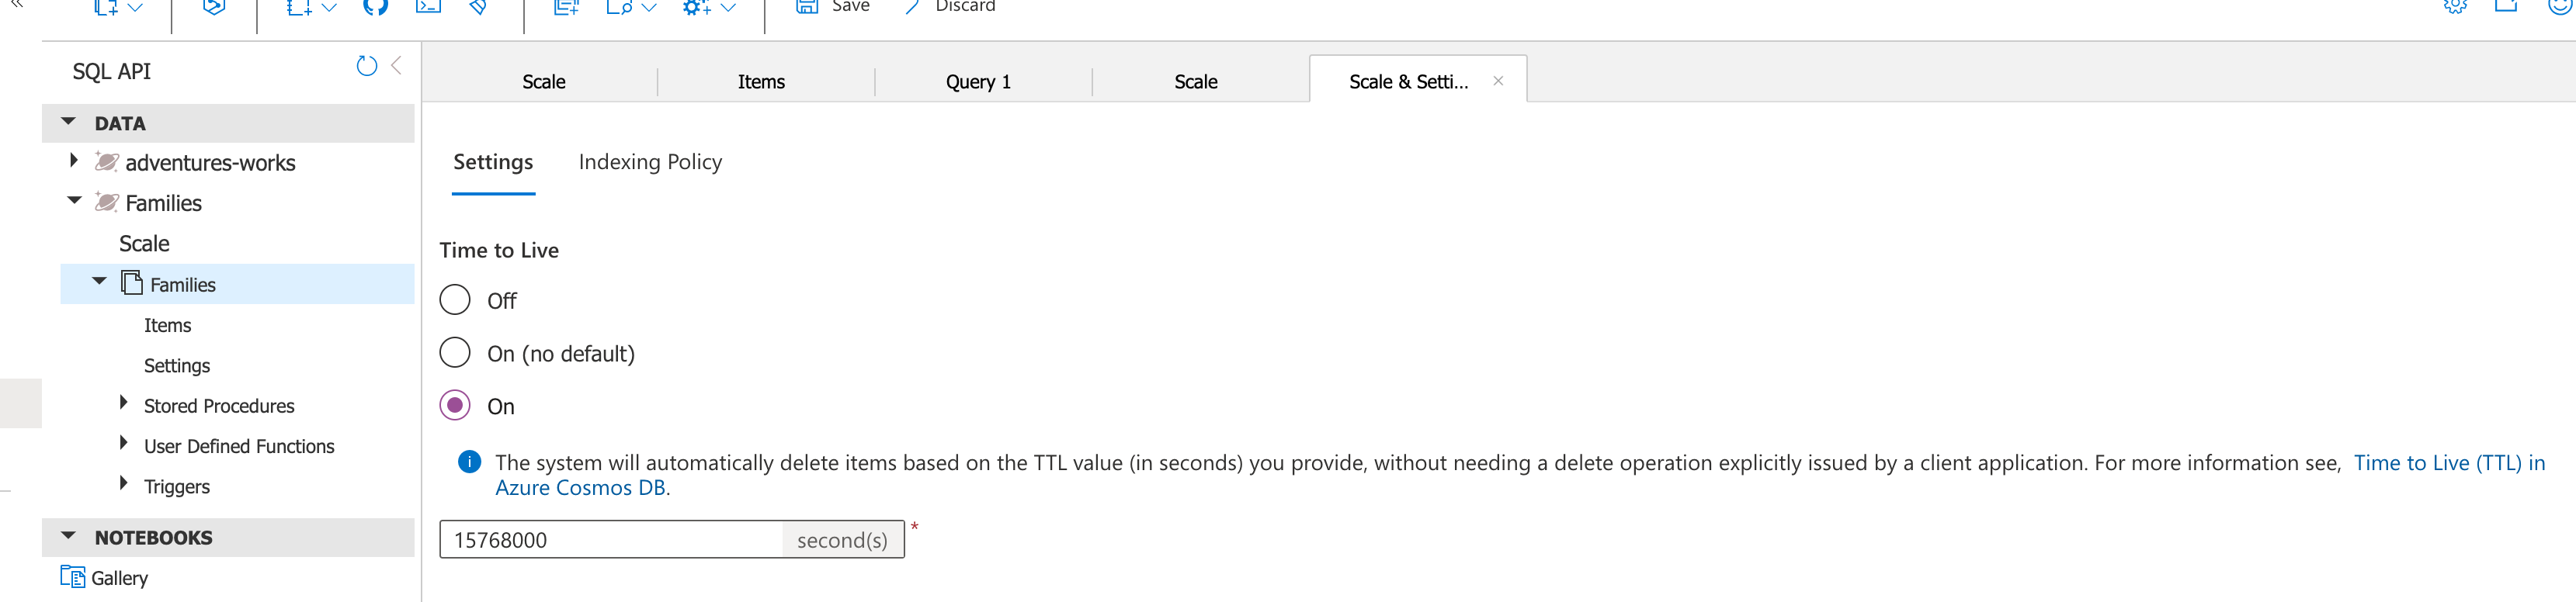 Save Discard
SQL API
Scale Items Query 1 Scale Scale & Setti...
DATA
adventures-works
Families
Scale
Families
Items
Settings
Stored Procedures
User Defined Functions
Triggers
NOTEBOOKS
Gallery
Settings Indexing Policy
Time to Live
Off
On (no default)
On
The system will automatically delete items based on the TTL value (in seconds) you provide, without needing a delete operation explicitly issued by a client application. For more information see, Time to Live (TTL) in
Azure Cosmos DB.
15768000 second(s) *